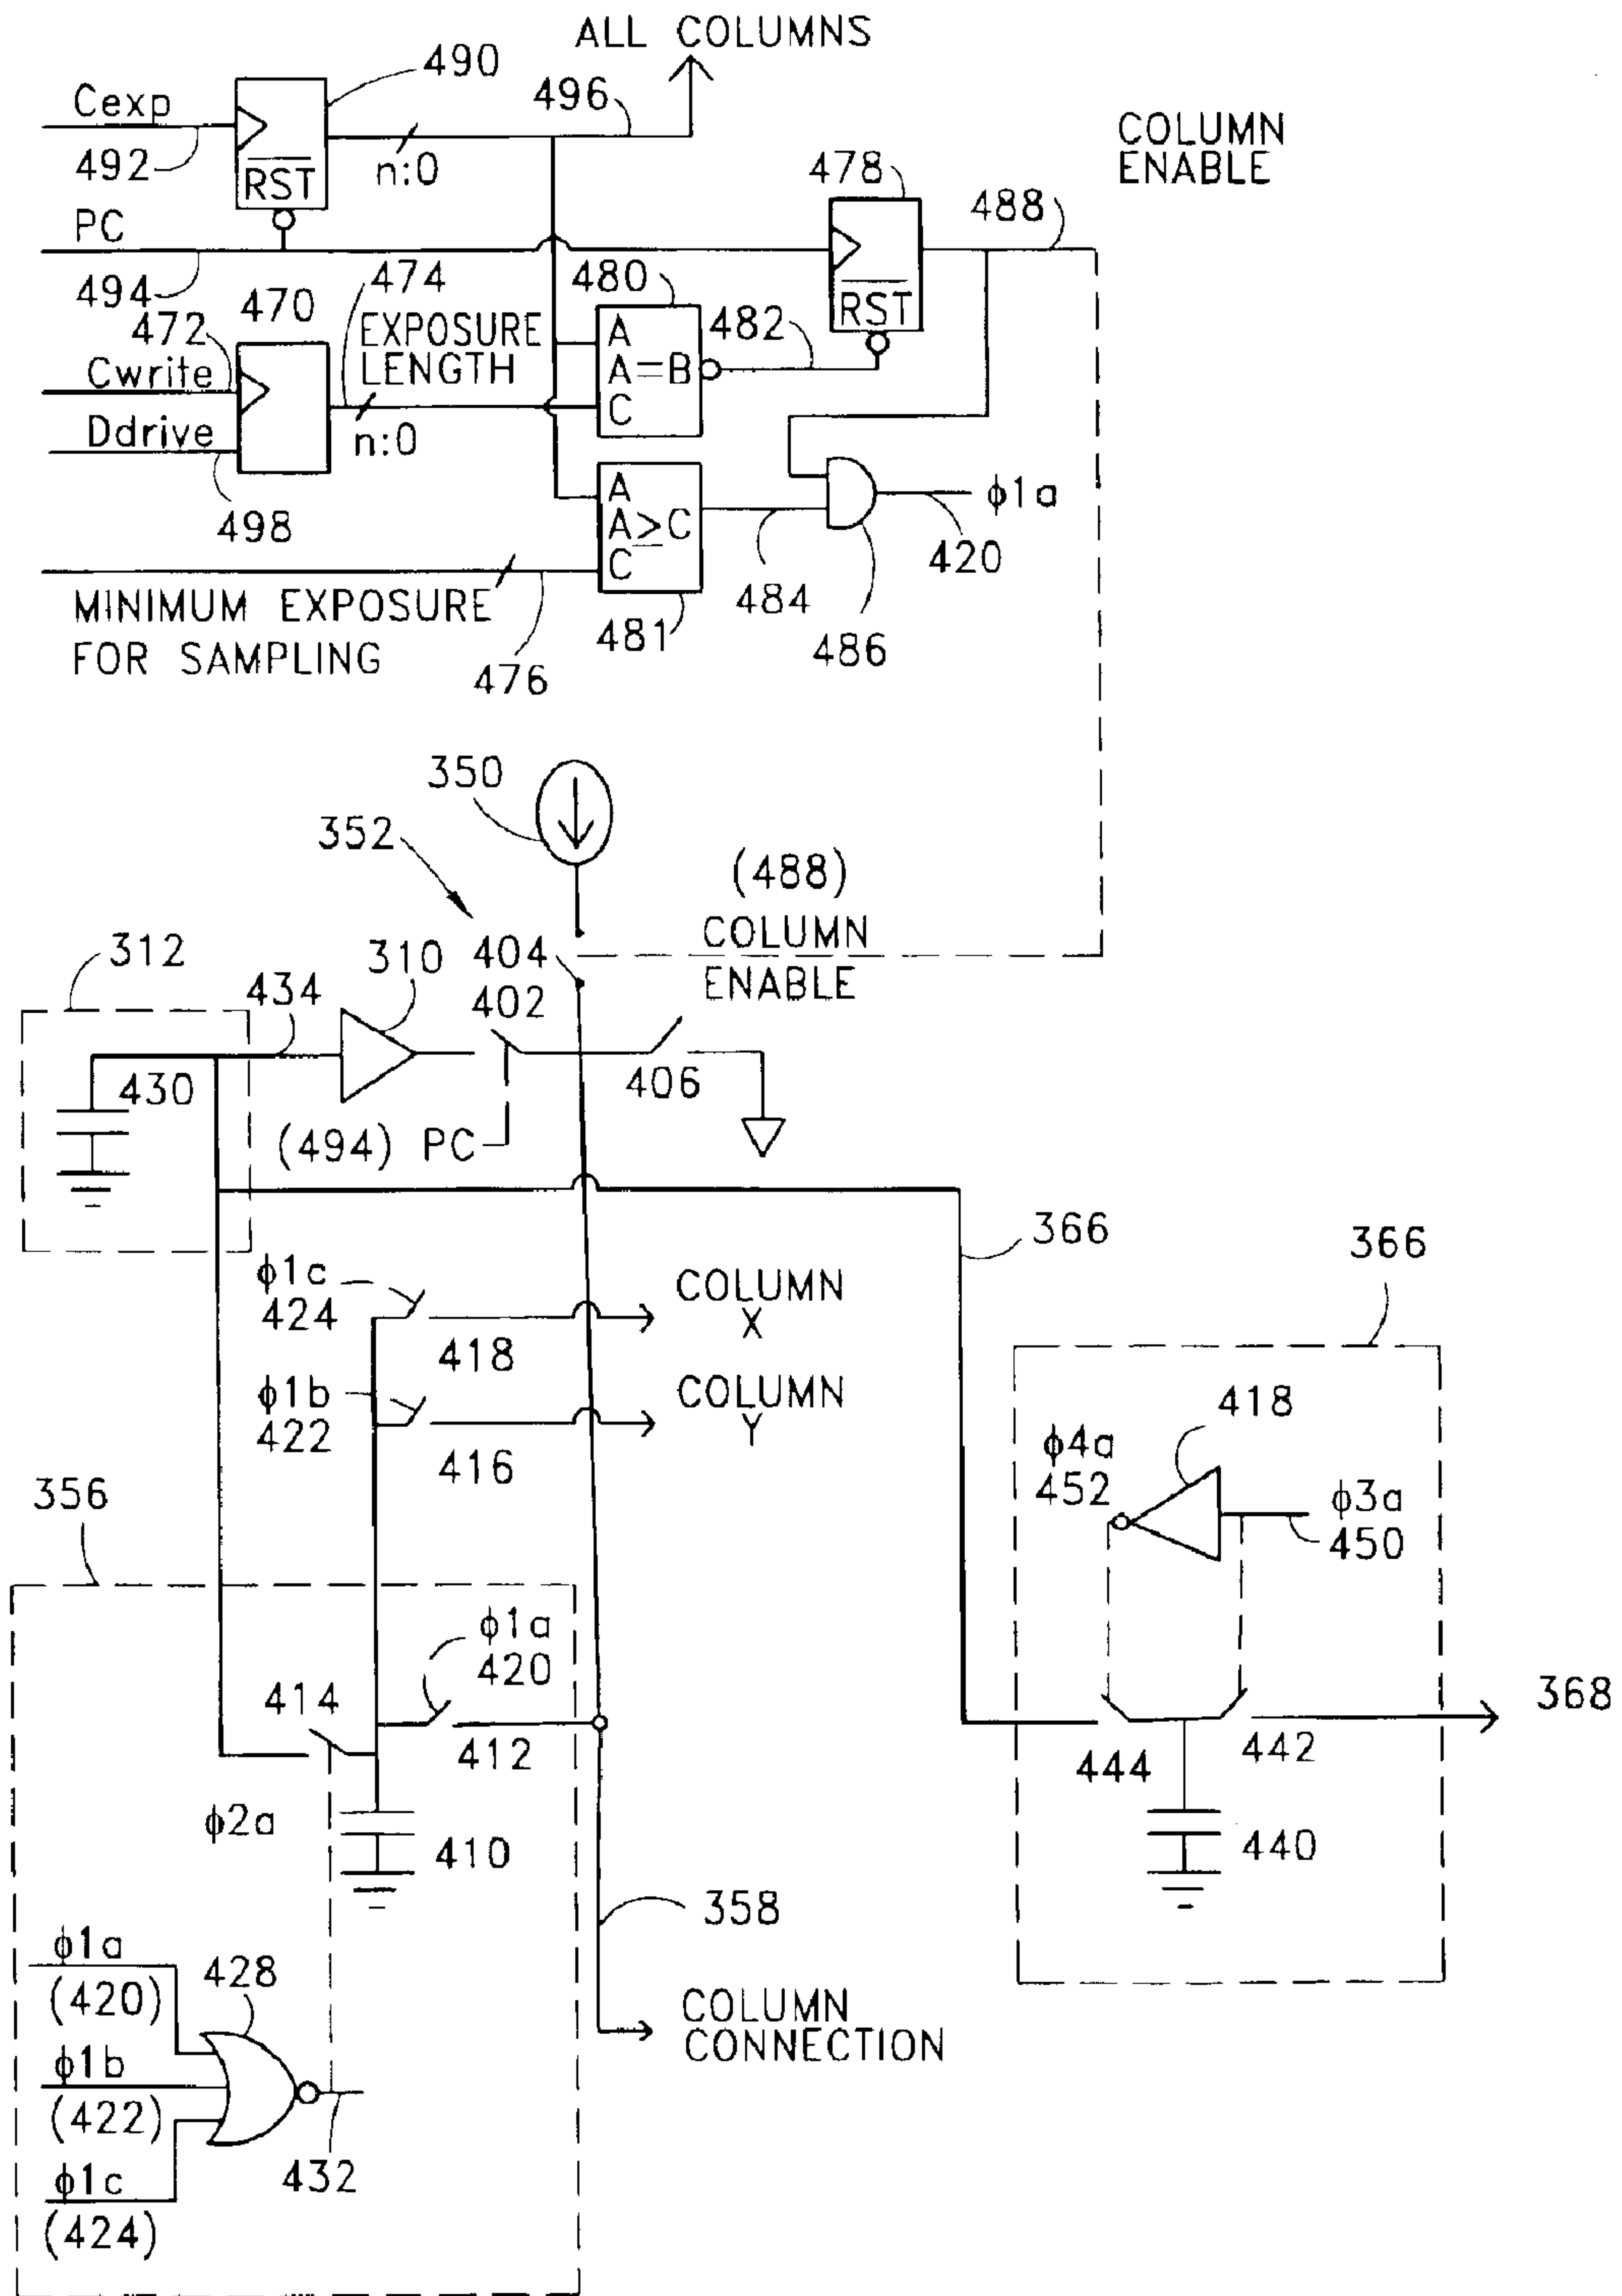 ALL COLUMNS
490
Cexp
496
COLUMN
ENABLE
492
RST
n:0
478
488
PC
494
470
474
480
482
RST
472
EXPOSURE
LENGTH
A
A=B
C
Cwrite
Ddrive
n:0
498
A
A≥C
C
ϕ1a
420
484
486
MINIMUM EXPOSURE
FOR SAMPLING
481
476
350
352
(488)
COLUMN
ENABLE
312
310
404
402
434
430
406
(494) PC
366
366
ϕ1c
424
418
COLUMN
X
ϕ1b
422
416
COLUMN
Y
418
ϕ4a
452
ϕ3a
450
356
ϕ1a
420
414
412
368
444
442
ϕ2a
410
440
358
ϕ1a
(420)
428
ϕ1b
(422)
COLUMN
CONNECTION
ϕ1c
(424)
432